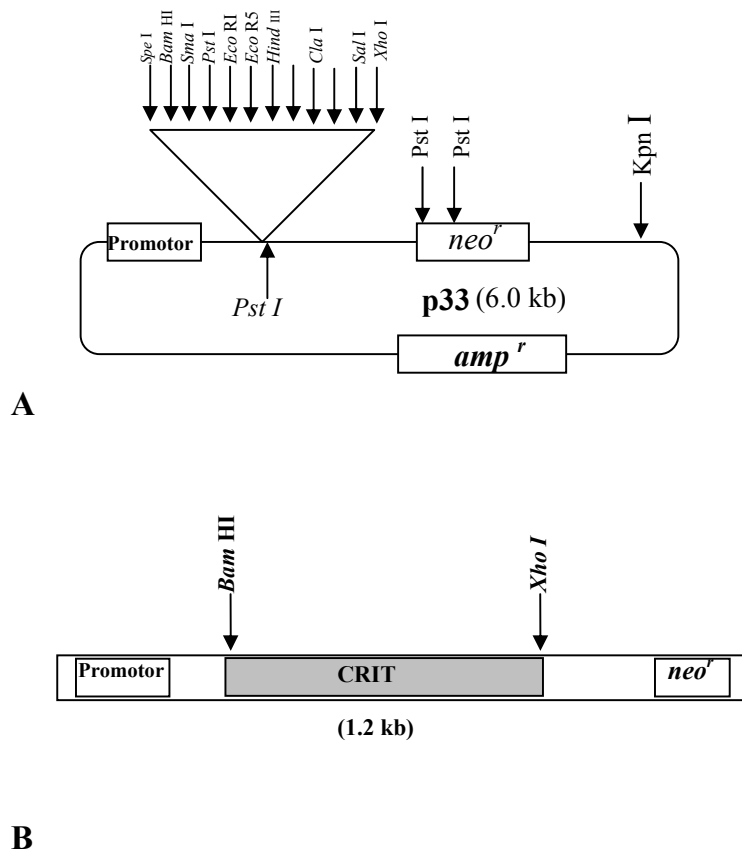 Spe I
Bam HI
Sma I
Pst I
Eco RI
Eco R5
Hind III
Cla I
Sal I
Xho I
Pst I
Pst I
Kpn I
Promotor
neo r
Pst I
p33 (6.0 kb)
amp r
A
Bam HI
Xho I
Promotor
CRIT
neo r
(1.2 kb)
B